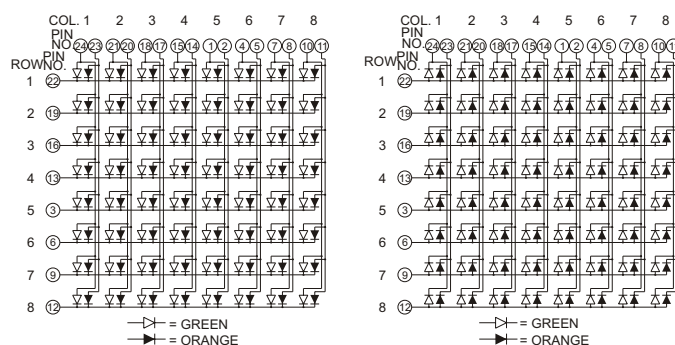 COL. 1 2 3 4 5 6 7 8
PIN
NO. 24 23 21 20 18 17 15 14 1 2 4 5 7 8 10 11
PIN
ROW NO.
1 22
2 19
3 16
4 13
5 3
6 6
7 9
8 12
= GREEN
= ORANGE
COL. 1 2 3 4 5 6 7 8
PIN
NO. 24 23 21 20 18 17 15 14 1 2 4 5 7 8 10
PIN
ROW NO.
1 22
2 19
3 16
4 13
5 3
6 6
7 9
8 12
= GREEN
= ORANGE